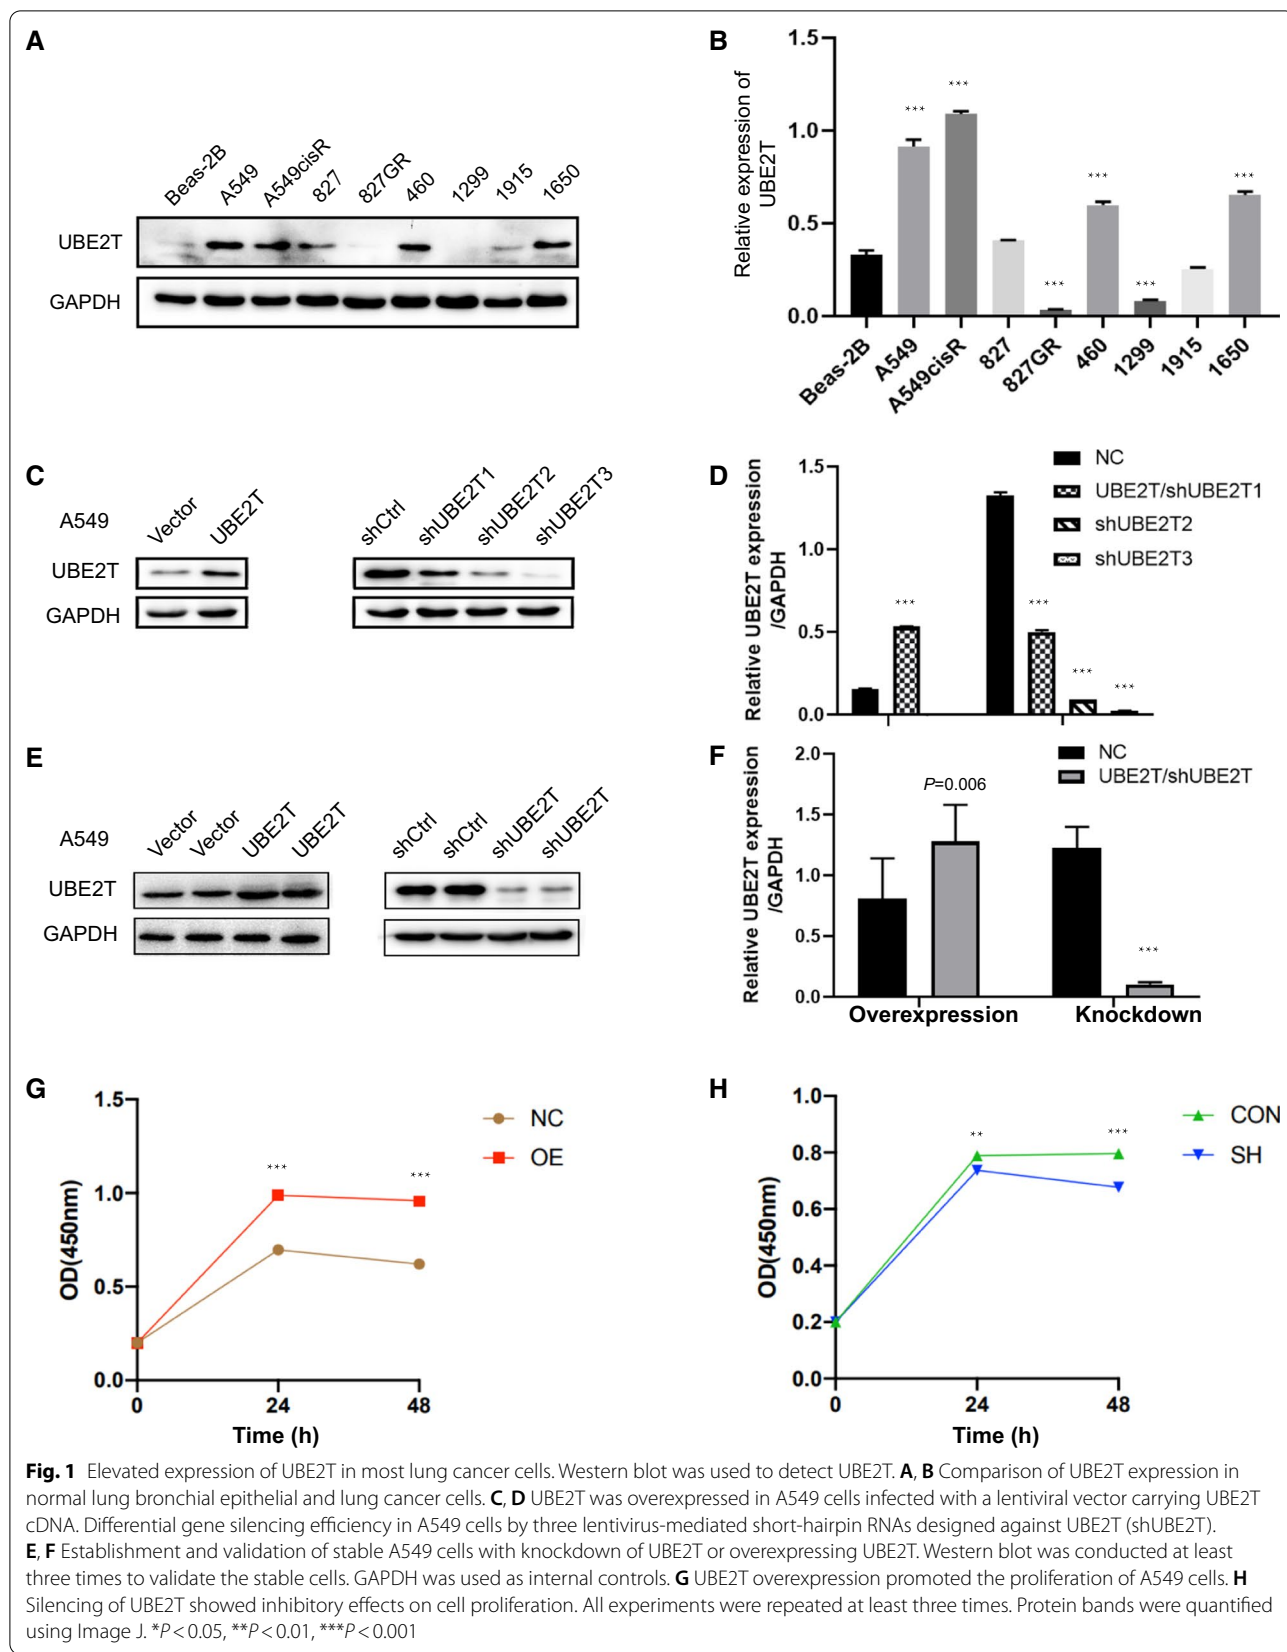 A
Beas-2B A549 A549cisR 827 827GR 460 1299 1915 1650
UBE2T
GAPDH
B
Relative expression of
UBE2T
1.5
1.0
0.5
0.0
*** *** *** *** *** ***
Beas-2B A549 A549cisR 827 827GR 460 1299 1915 1650
C
A549
Vector UBE2T shCtrl shUBE2T1 shUBE2T2 shUBE2T3
UBE2T
GAPDH
D
Relative UBE2T expression
/GAPDH
1.5
1.0
0.5
0.0
NC
UBE2T/shUBE2T1
shUBE2T2
shUBE2T3
*** *** *** ***
E
A549
Vector Vector UBE2T UBE2T shCtrl shCtrl shUBE2T shUBE2T
UBE2T
GAPDH
F
Relative UBE2T expression
/GAPDH
2.0
1.5
1.0
0.5
0.0
NC
UBE2T/shUBE2T
P=0.006
***
Overexpression Knockdown
G
OD(450nm)
1.5
1.0
0.5
0.0
*** ***
NC
OE
0 24 48
Time (h)
H
OD(450nm)
1.0
0.8
0.6
0.4
0.2
0.0
** ***
CON
SH
0 24 48
Time (h)
Fig. 1 Elevated expression of UBE2T in most lung cancer cells. Western blot was used to detect UBE2T. A, B Comparison of UBE2T expression in
normal lung bronchial epithelial and lung cancer cells. C, D UBE2T was overexpressed in A549 cells infected with a lentiviral vector carrying UBE2T
cDNA. Differential gene silencing efficiency in A549 cells by three lentivirus-mediated short-hairpin RNAs designed against UBE2T (shUBE2T).
E, F Establishment and validation of stable A549 cells with knockdown of UBE2T or overexpressing UBE2T. Western blot was conducted at least
three times to validate the stable cells. GAPDH was used as internal controls. G UBE2T overexpression promoted the proliferation of A549 cells. H
Silencing of UBE2T showed inhibitory effects on cell proliferation. All experiments were repeated at least three times. Protein bands were quantified
using Image J. *P < 0.05, **P < 0.01, ***P < 0.001